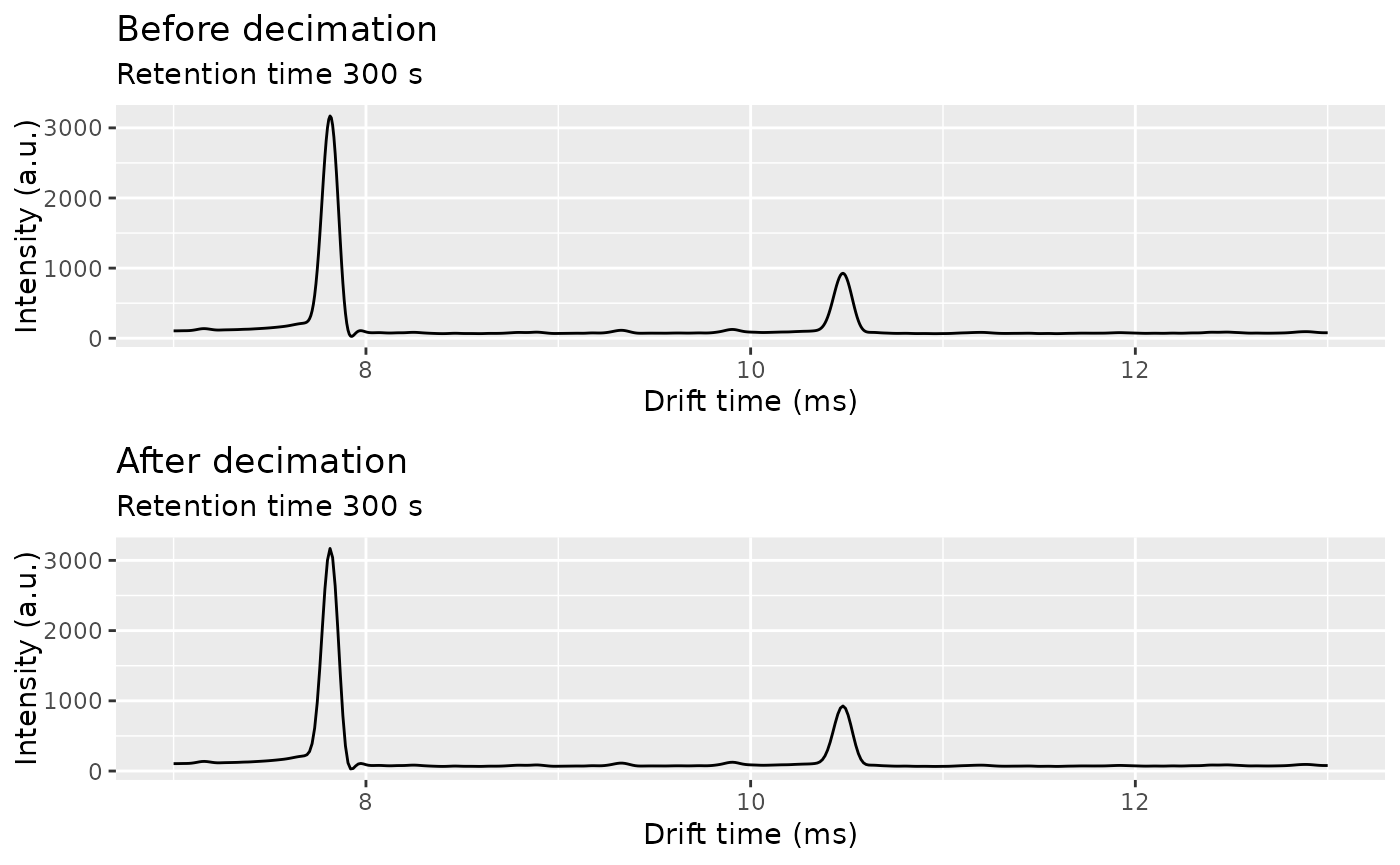 Before decimation
Retention time 300 s
Intensity (a.u.)
3000
2000
1000
0
8 10 12
Drift time (ms)
After decimation
Retention time 300 s
Intensity (a.u.)
3000
2000
1000
0
8 10 12
Drift time (ms)